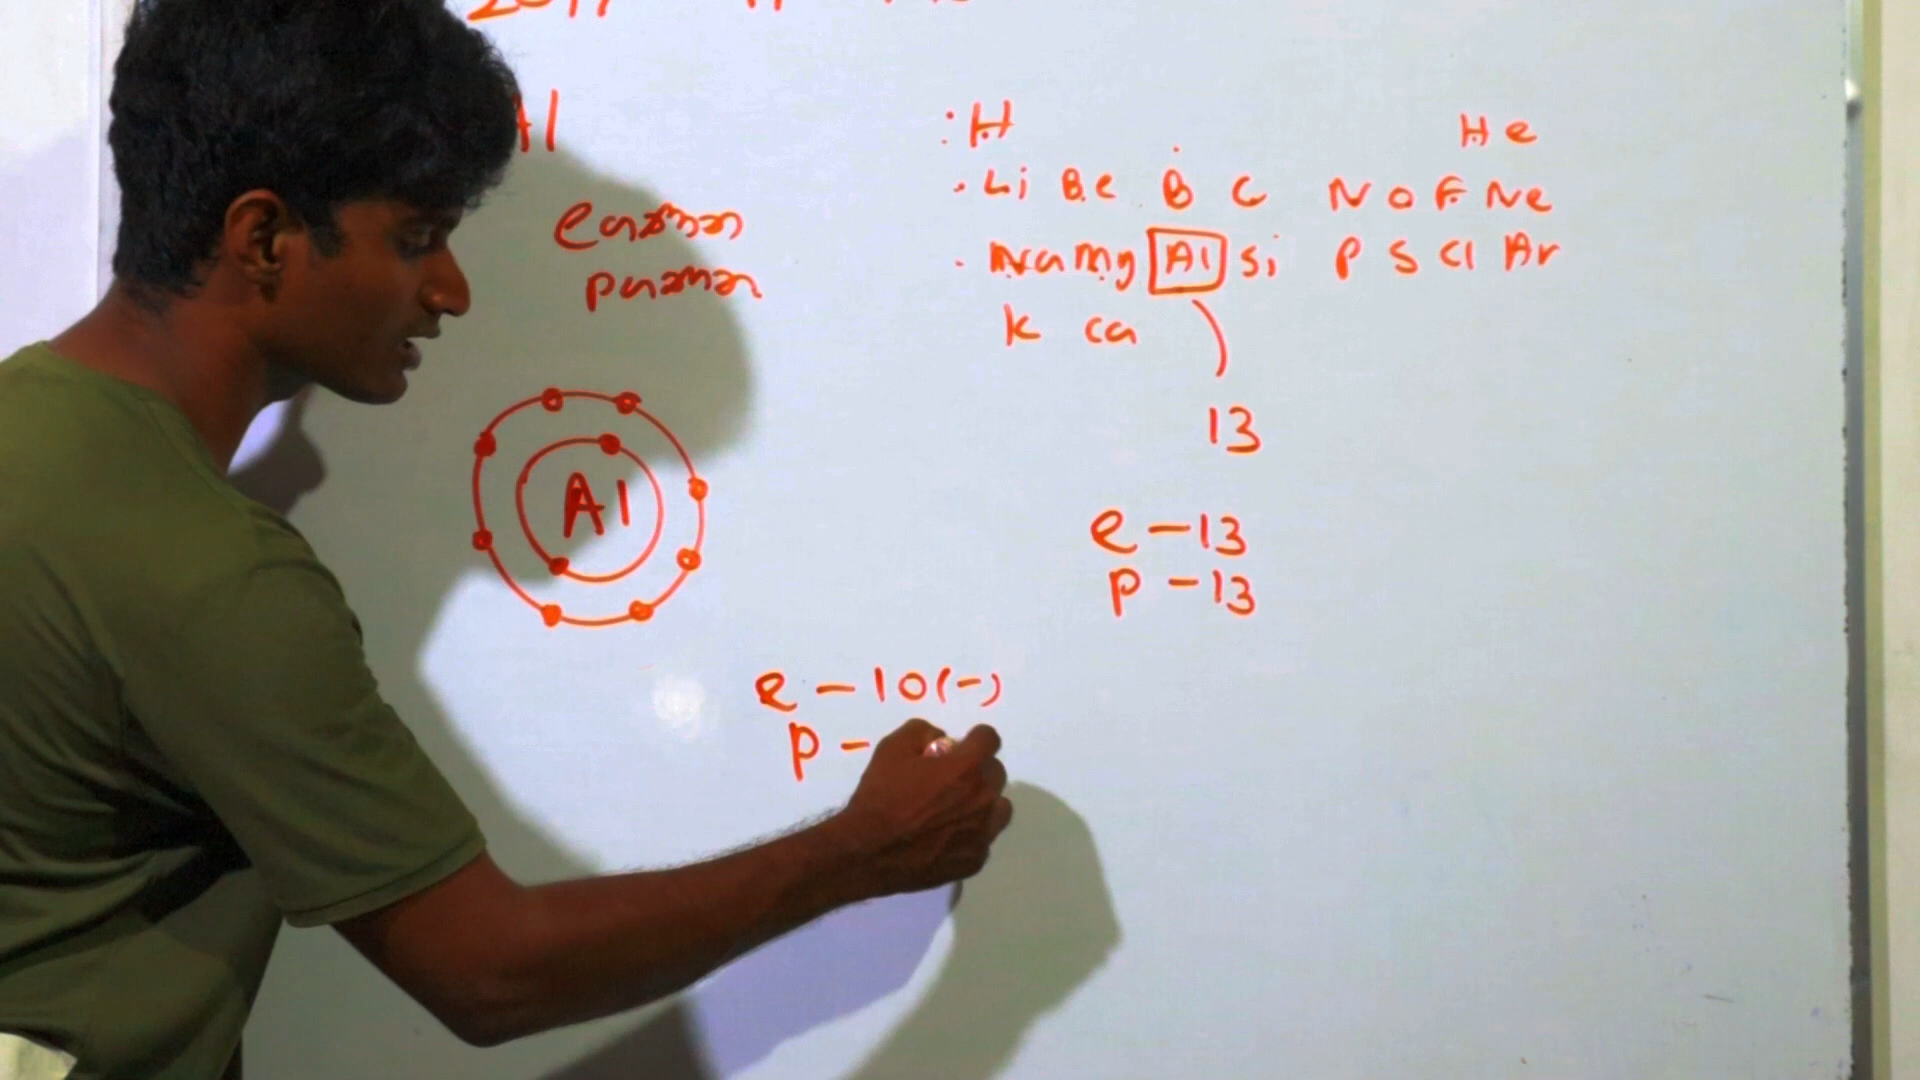 Al
H He
Li Be B C N O F Ne
Na Mg Al Si P S Cl Ar
K Ca
13
Al
e - 13
p - 13
e - 10(-)
p -